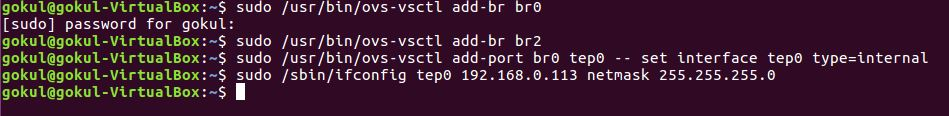 gokul@gokul-VirtualBox:~$ sudo /usr/bin/ovs-vsctl add-br br0
[sudo] password for gokul:
gokul@gokul-VirtualBox:~$ sudo /usr/bin/ovs-vsctl add-br br2
gokul@gokul-VirtualBox:~$ sudo /usr/bin/ovs-vsctl add-port br0 tep0 -- set interface tep0 type=internal
gokul@gokul-VirtualBox:~$ sudo /sbin/ifconfig tep0 192.168.0.113 netmask 255.255.255.0
gokul@gokul-VirtualBox:~$